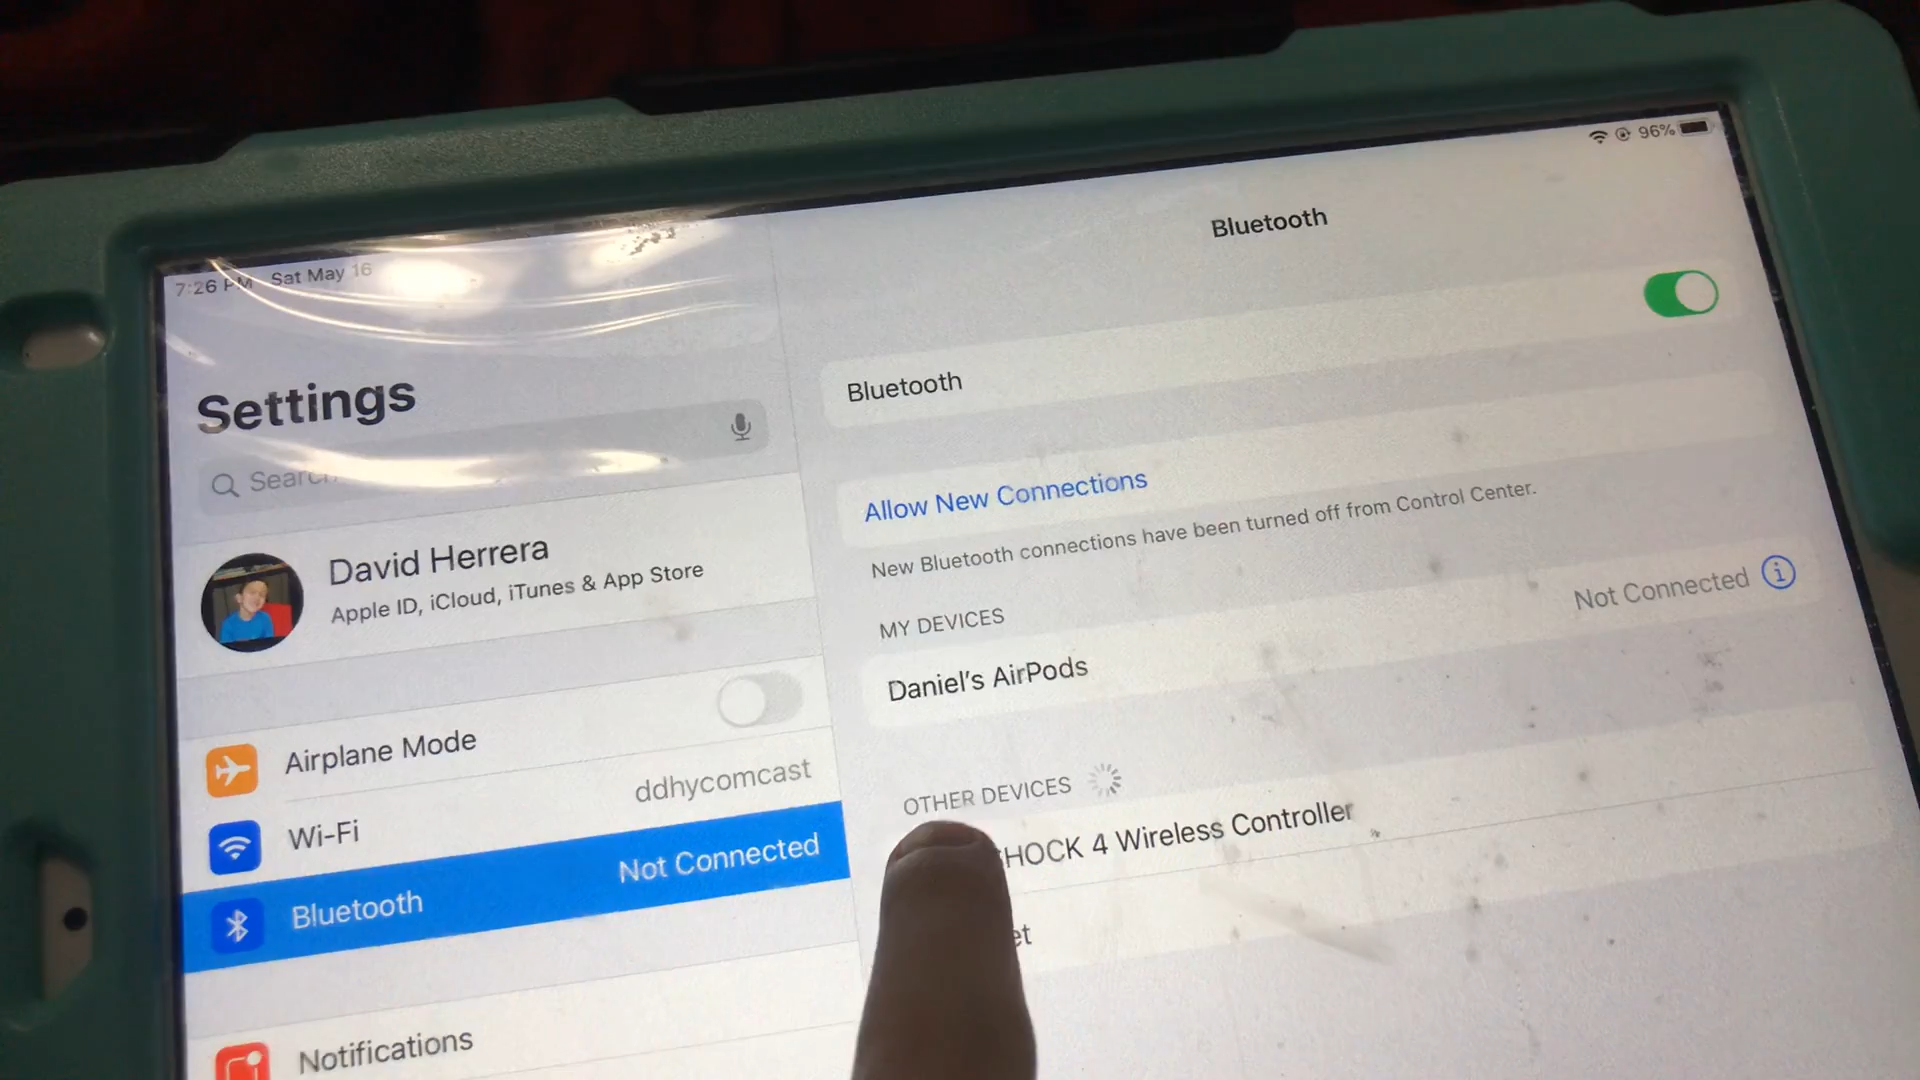 7:26 PM Sat May 16
96%
Settings
Search
David Herrera
Apple ID, iCloud, iTunes & App Store
Airplane Mode
Wi-Fi ddhycomcast
Bluetooth Not Connected
Notifications
Bluetooth
Bluetooth
Allow New Connections
New Bluetooth connections have been turned off from Control Center.
MY DEVICES
Daniel's AirPods Not Connected
OTHER DEVICES
HOCK 4 Wireless Controller
et